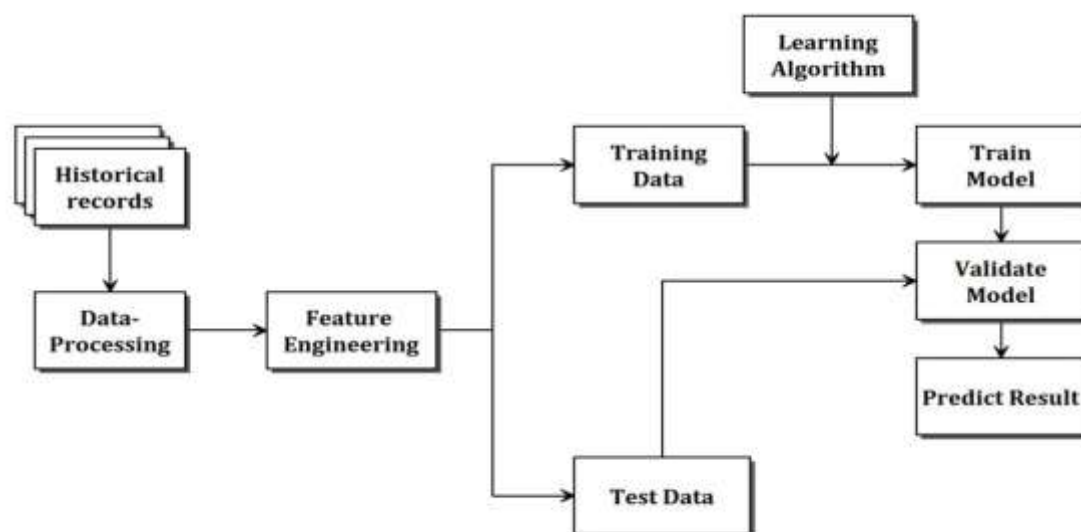 Learning
Algorithm
Historical
records
Training
Data
Train
Model
Data-
Processing
Feature
Engineering
Validate
Model
Predict Result
Test Data